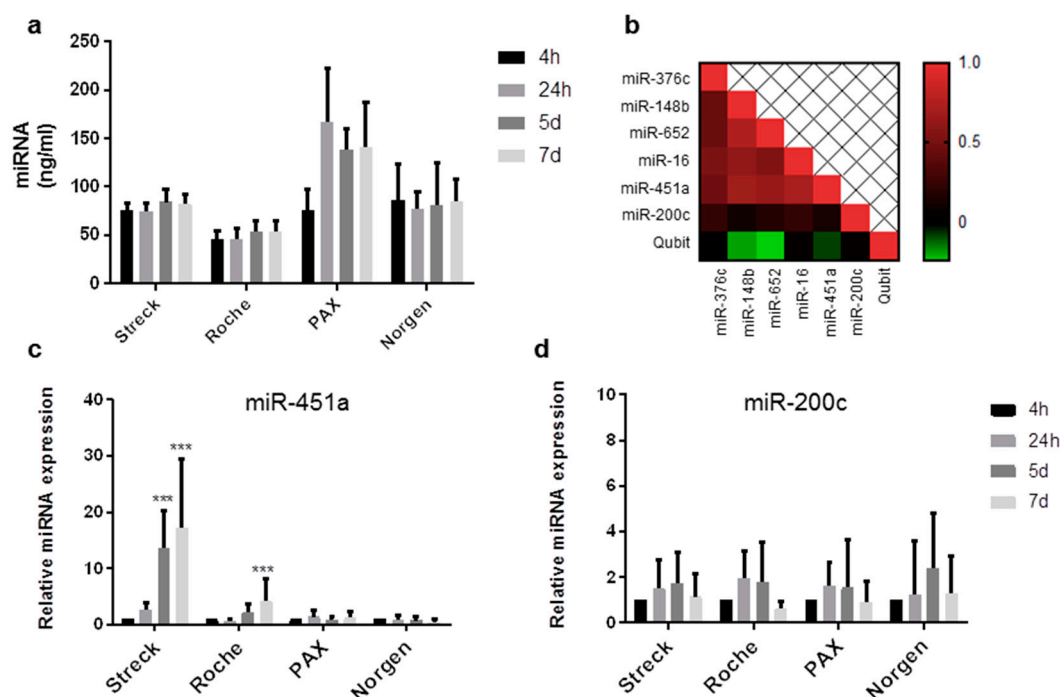 a
250
200
150
100
50
0
miRNA
(ng/ml)
Streck
Roche
PAX
Norgen
4h
24h
5d
7d
b
miR-376c
miR-148b
miR-652
miR-16
miR-451a
miR-200c
Qubit
miR-376c
miR-148b
miR-652
miR-16
miR-451a
miR-200c
Qubit
1.0
0.5
0
c
miR-451a
Relative miRNA expression
40
30
20
10
0
***
***
***
Streck
Roche
PAX
Norgen
d
miR-200c
Relative miRNA expression
10
8
6
4
2
0
Streck
Roche
PAX
Norgen
4h
24h
5d
7d